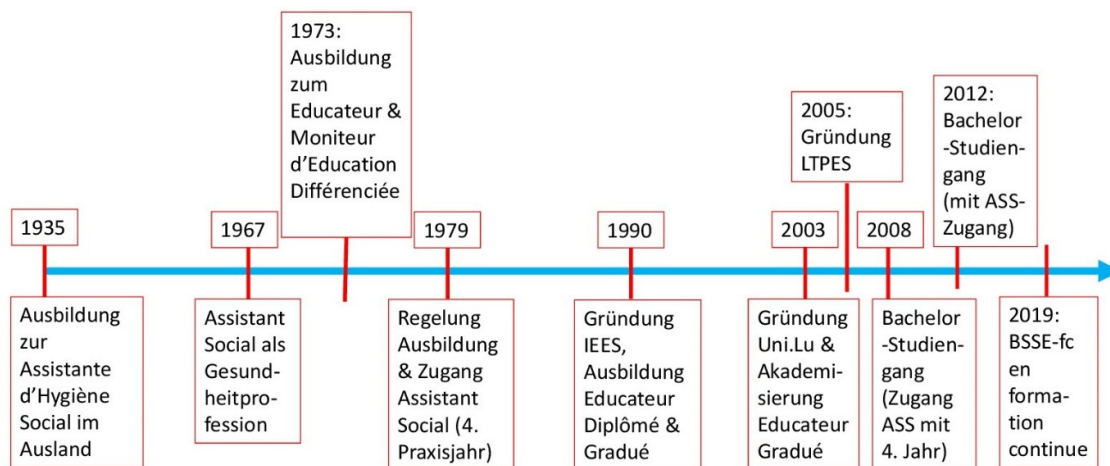 1935
Ausbildung
zur
Assistante
d'Hygiène
Social im
Ausland
1967
Assistant
Social als
Gesund-
heitpro-
fession
1973:
Ausbildung
zum
Educateur &
Moniteur
d'Education
Différenciée
1979
Regelung
Ausbildung
& Zugang
Assistant
Social (4.
Praxisjahr)
1990
Gründung
IEES,
Ausbildung
Educateur
Diplômé &
Gradué
2003
Gründung
Uni.Lu &
Akademi-
sierung
Educateur
Gradué
2005:
Gründung
LTPES
2008
Bachelor
-Studien-
gang
(Zugang
ASS mit
4. Jahr)
2012:
Bachelor
-Studien-
gang
(mit ASS-
Zugang)
2019:
BSSE-fc
en
forma-
tion
continue